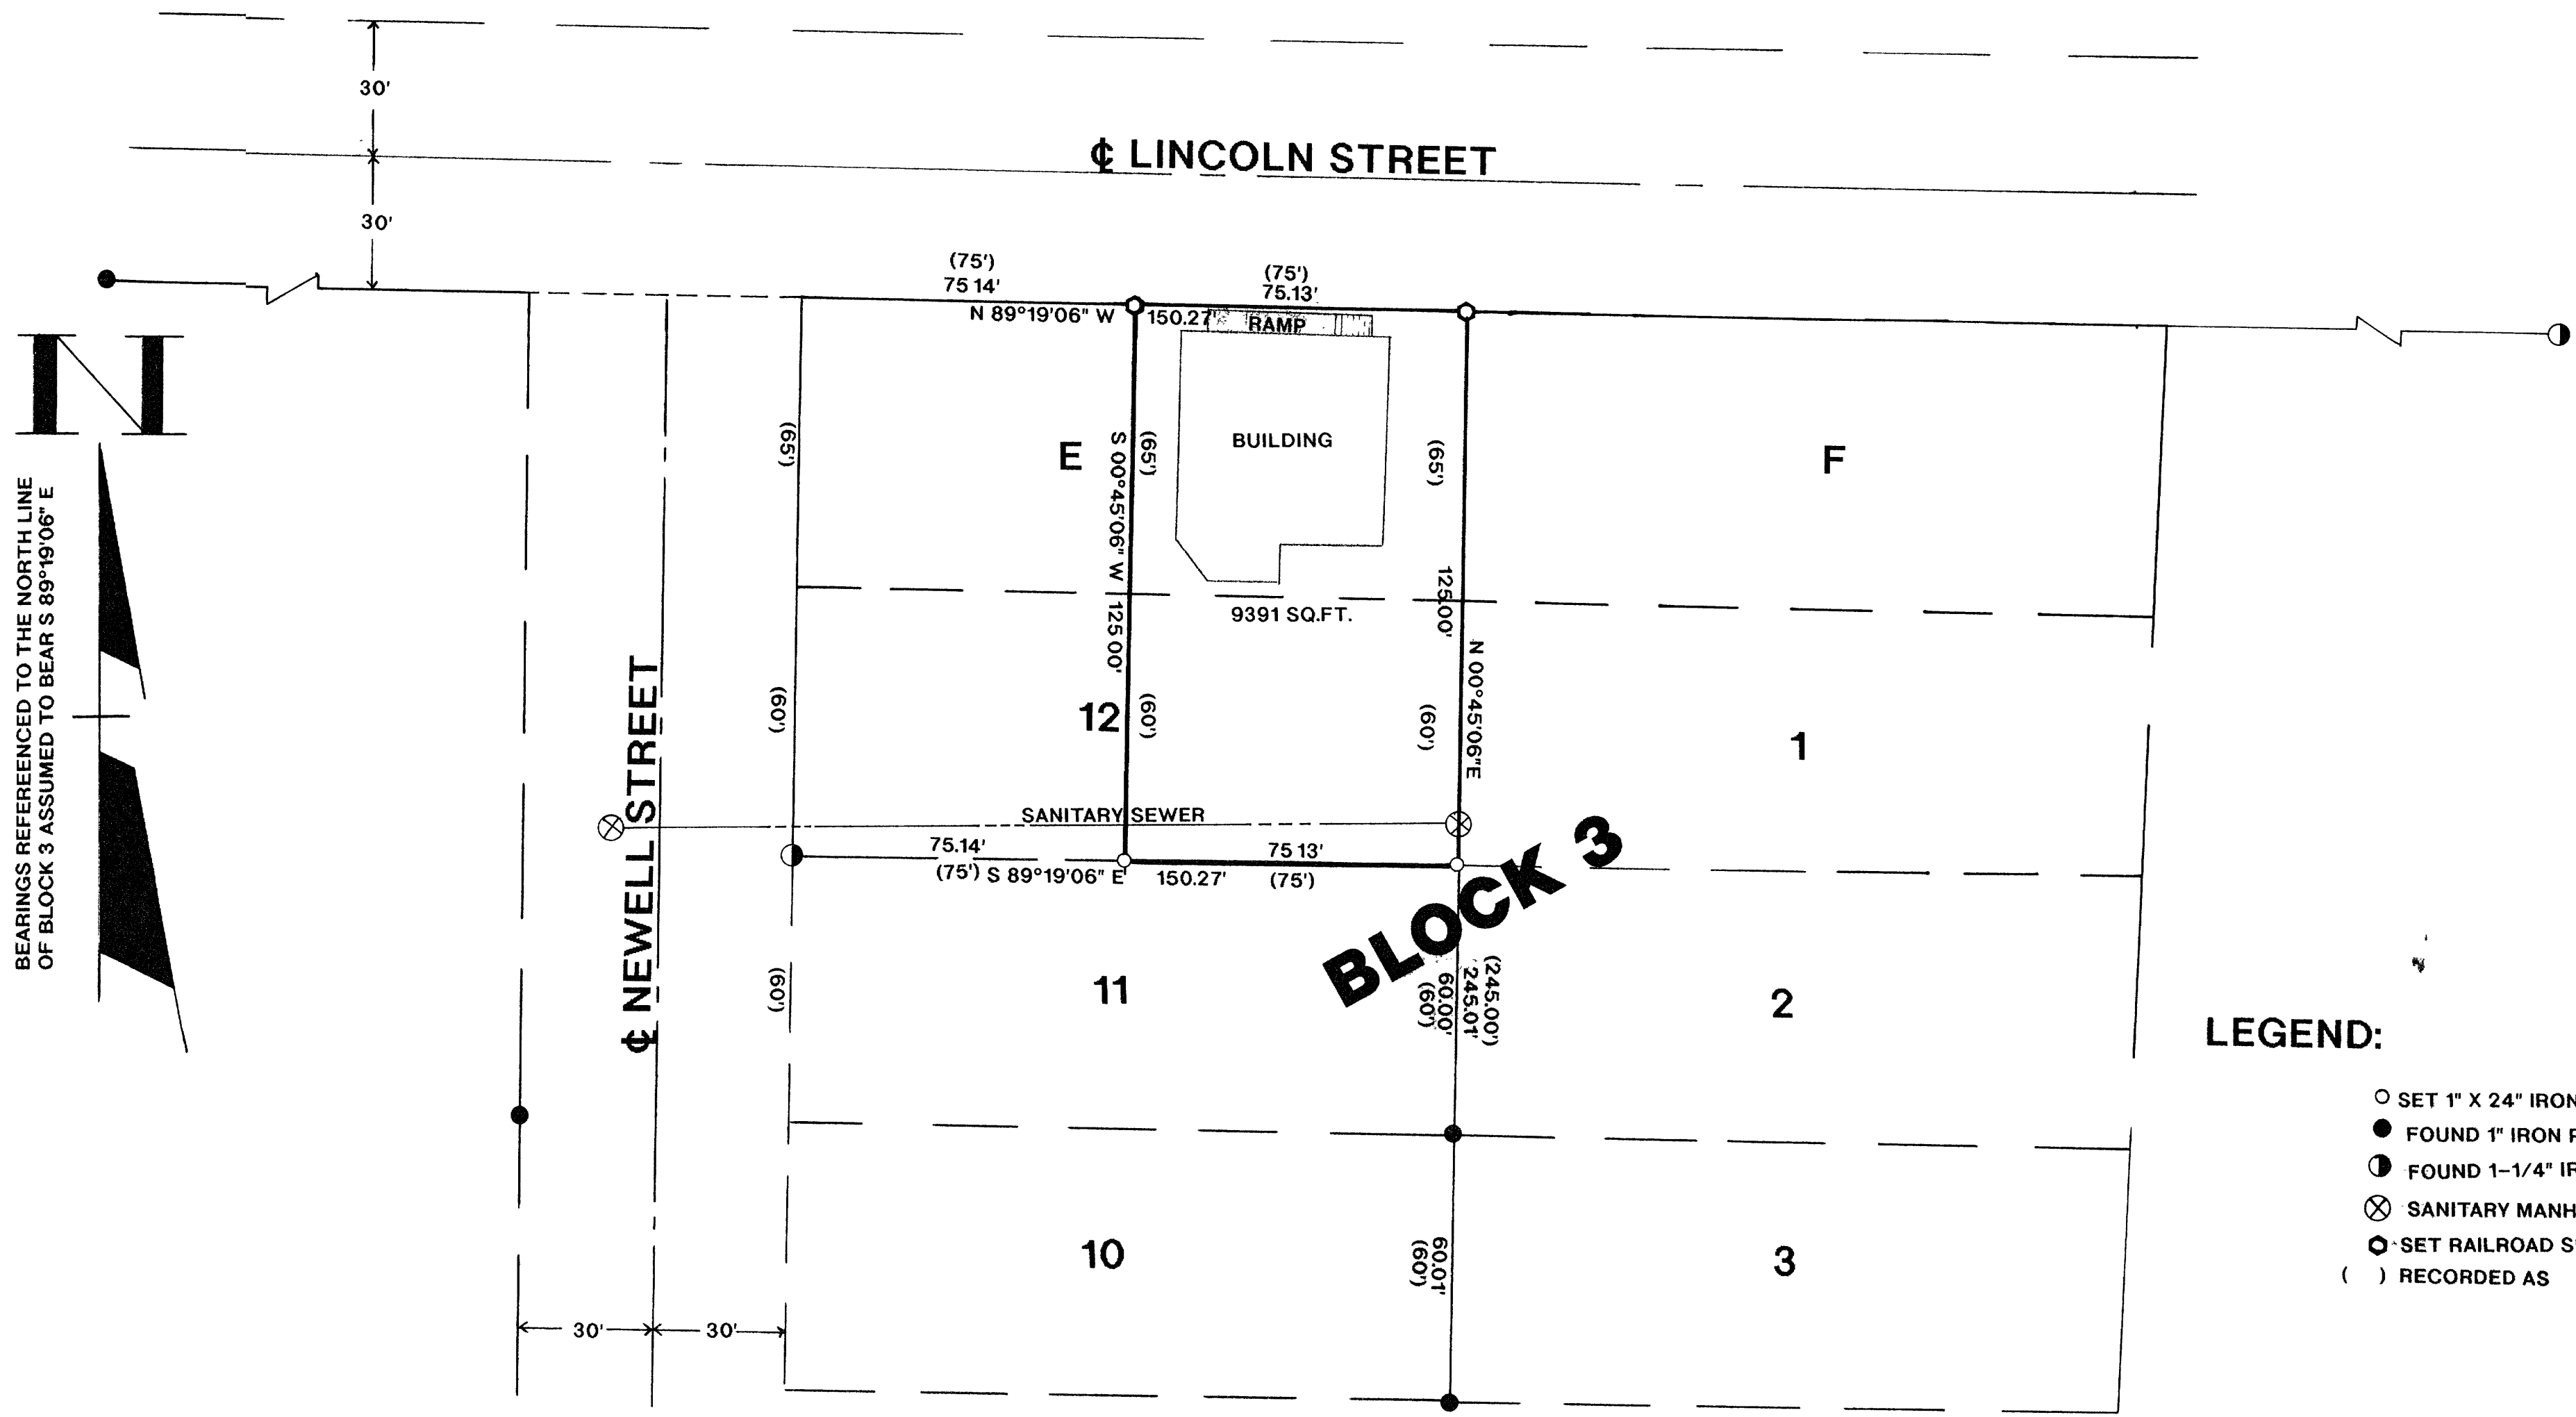 30'
₵ LINCOLN STREET
30'
(75')
75 14'
(75')
75.13'
N 89°19'06" W 150.27'
RAMP
N
BEARINGS REFEREENCED TO THE NORTH LINE
OF BLOCK 3 ASSUMED TO BEAR S 89°19'06" E
(65')
E
S 00°45'06" W 125 00'
(65')
BUILDING
(65')
F
125.00'
9391 SQ.FT.
N 00°45'06"E
₵ NEWELL STREET
(60')
12
(60')
(60')
1
SANITARY SEWER
75.14'
75 13'
(75') S 89°19'06" E 150.27' (75')
BLOCK 3
(60')
11
(245.00')
245.01'
60.00'
(60')
2
LEGEND:
SET 1" X 24" IRON
FOUND 1" IRON
FOUND 1-1/4"
SANITARY
SET RAILROAD
( ) RECORDED AS
10
60.01'
(60')
3
30'
30'